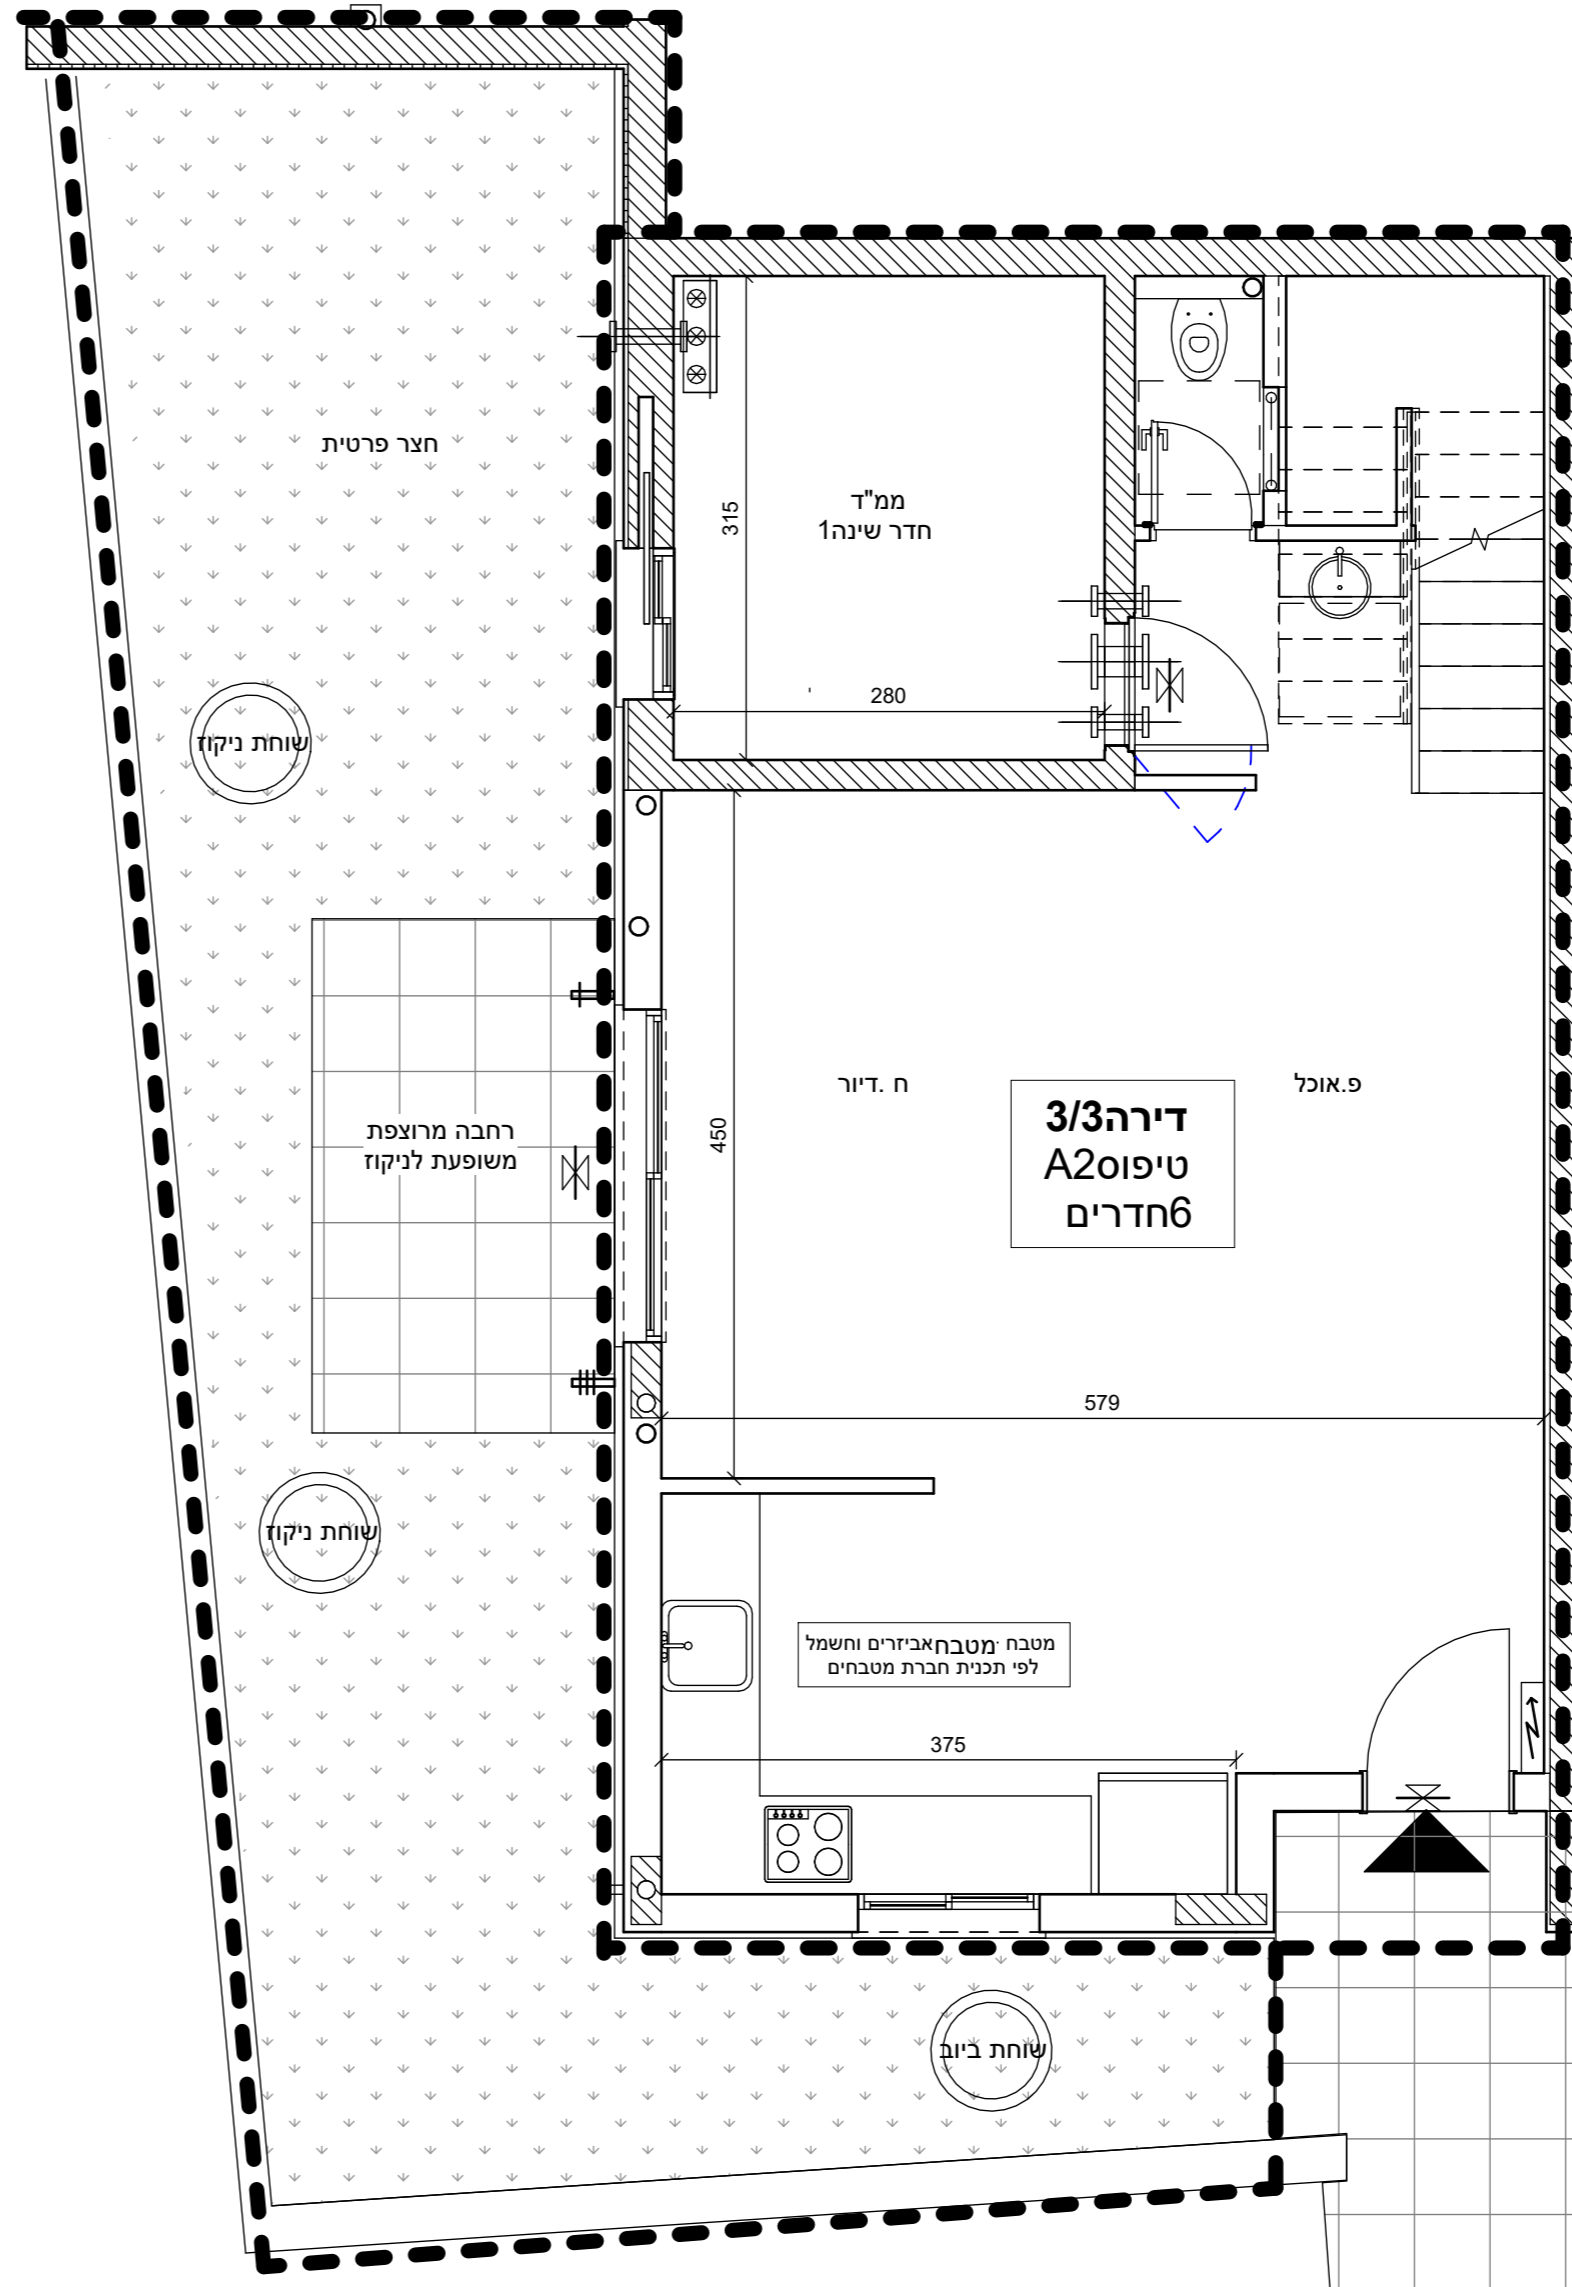 חצר פרטית
ממ"ד
חדר שינה1
315
280
שוחת ניקוז
ח .דיור
פ.אוכל
דירה3/3
טיפוסA2
6חדרים
רחבה מרוצפת
משופעת לניקוז
450
579
שוחת ניקוז
מטבח מטבחאביזרים וחשמל
לפי תכנית חברת מטבחים
375
שוחת ביוב